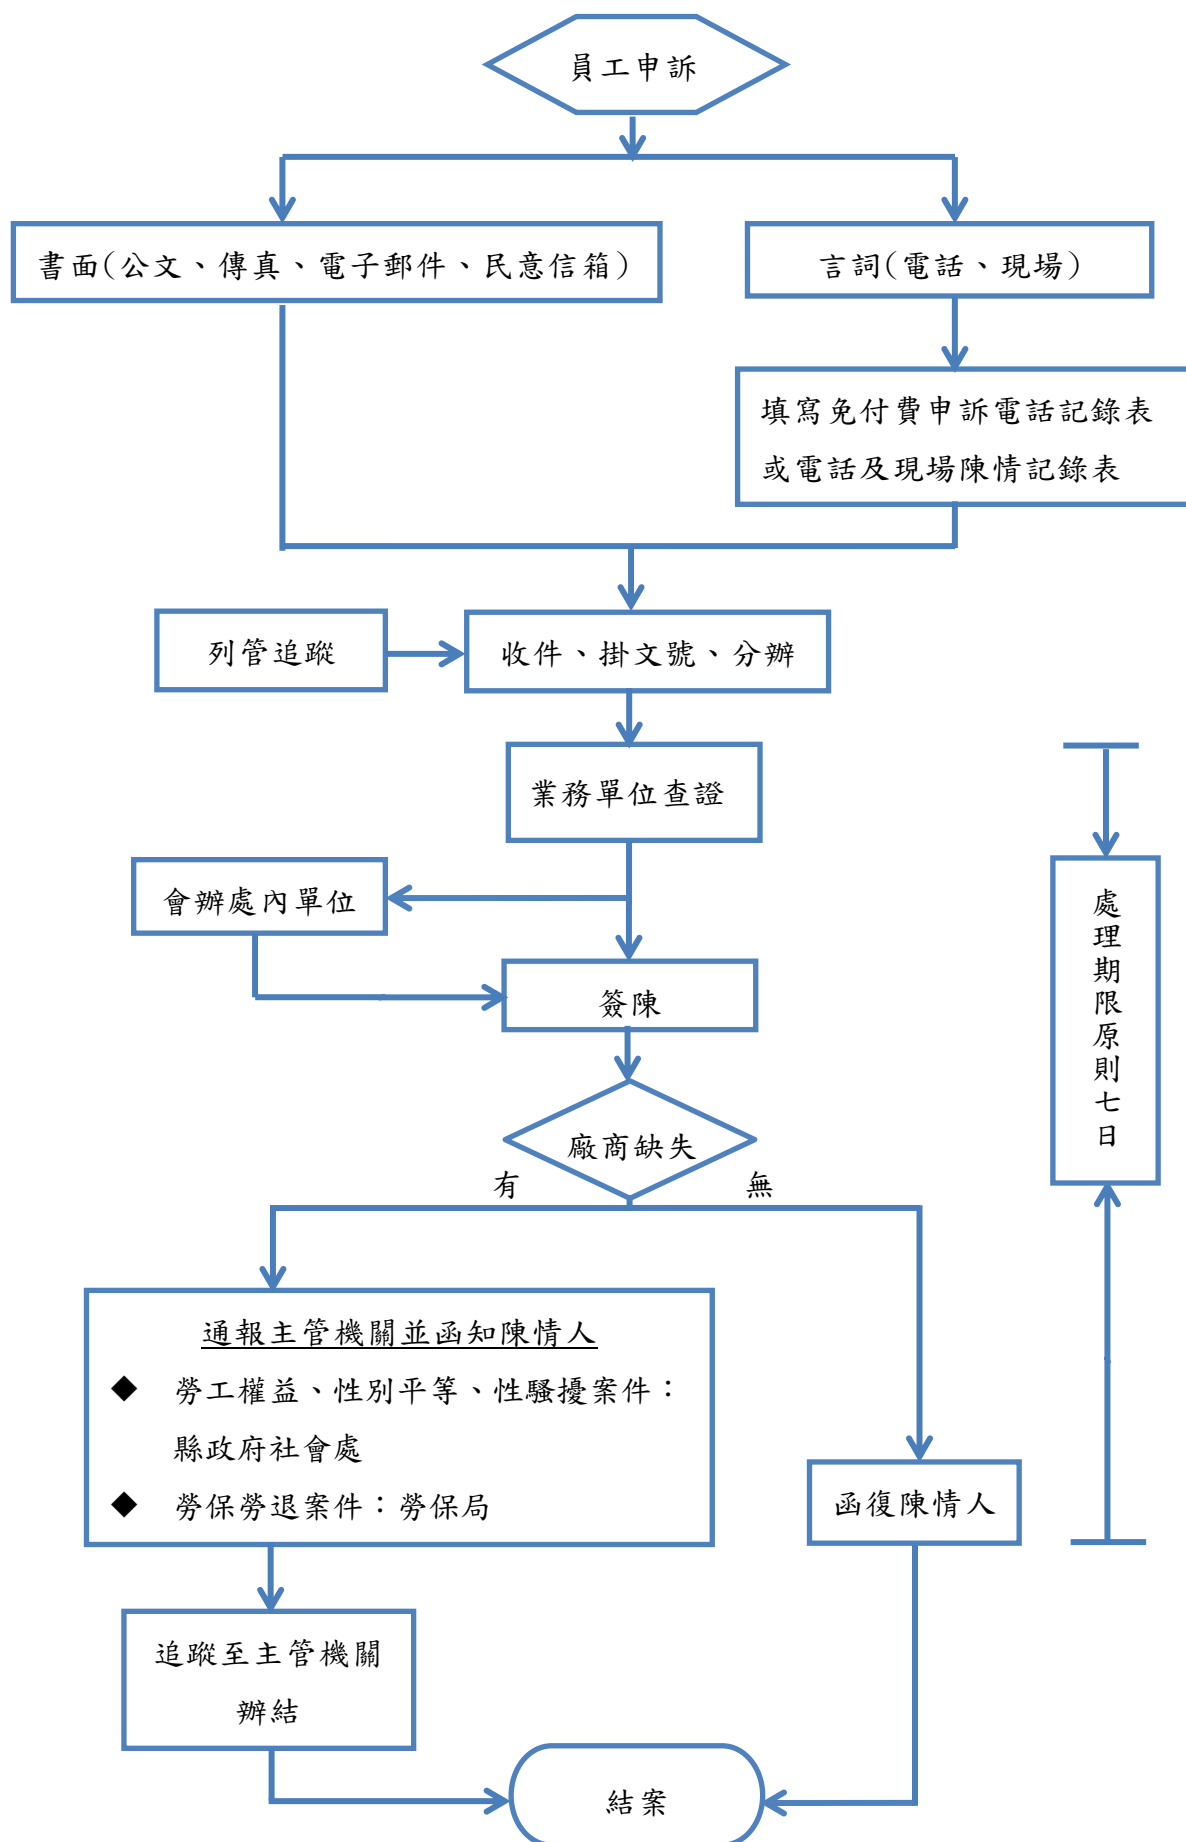 員工申訴
書面(公文、傳真、電子郵件、民意信箱)
言詞(電話、現場)
填寫免付費申訴電話記錄表
或電話及現場陳情記錄表
列管追蹤
收件、掛文號、分辦
業務單位查證
會辦處內單位
簽陳
處理期限原則七日
廠商缺失
有
無
通報主管機關並函知陳情人
◆ 勞工權益、性別平等、性騷擾案件：
縣政府社會處
◆ 勞保勞退案件：勞保局
函復陳情人
追蹤至主管機關
辦結
結案